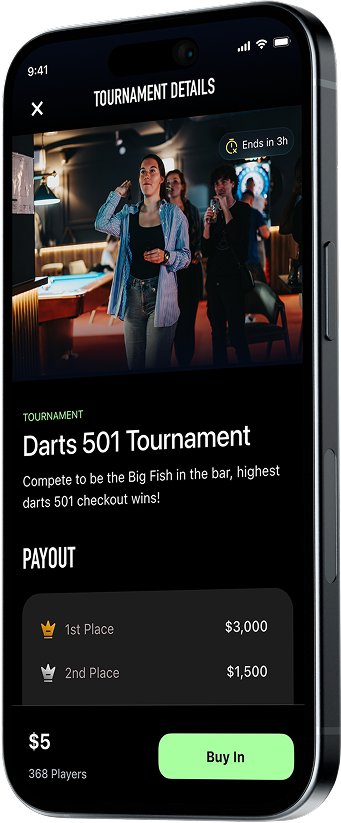 9:41
TOURNAMENT DETAILS
Ends in 3h
TOURNAMENT
Darts 501 Tournament
Compete to be the Big Fish in the bar, highest
darts 501 checkout wins!
PAYOUT
1st Place $3,000
2nd Place $1,500
$5
368 Players
Buy In